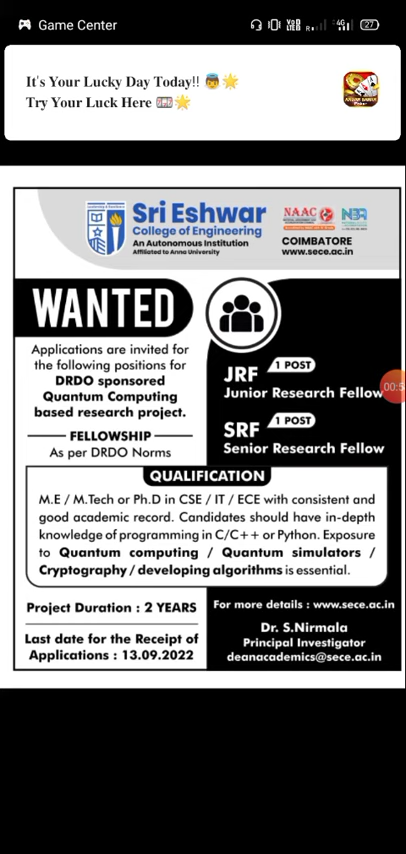 Game Center
27
It's Your Lucky Day Today!!
Try Your Luck Here
Sri Eshwar
College of Engineering
An Autonomous Institution
Affiliated to Anna University
NAAC
COIMBATORE
www.sece.ac.in
WANTED
Applications are invited for
the following positions for
DRDO sponsored
Quantum Computing
based research project.
FELLOWSHIP
As per DRDO Norms
JRF 1 POST
Junior Research Fellow
00:5
SRF 1 POST
Senior Research Fellow
QUALIFICATION
M.E / M.Tech or Ph.D in CSE / IT / ECE with consistent and
good academic record. Candidates should have in-depth
knowledge of programming in C/C++ or Python. Exposure
to Quantum computing / Quantum simulators /
Cryptography / developing algorithms is essential.
Project Duration : 2 YEARS
Last date for the Receipt of
Applications : 13.09.2022
For more details : www.sece.ac.in
Dr. S.Nirmala
Principal Investigator
deanacademics@sece.ac.in